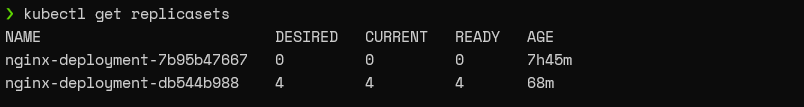 ❯ kubectl get replicasets
NAME DESIRED CURRENT READY AGE
nginx-deployment-7b95b47667 0 0 0 7h45m
nginx-deployment-db544b988 4 4 4 68m